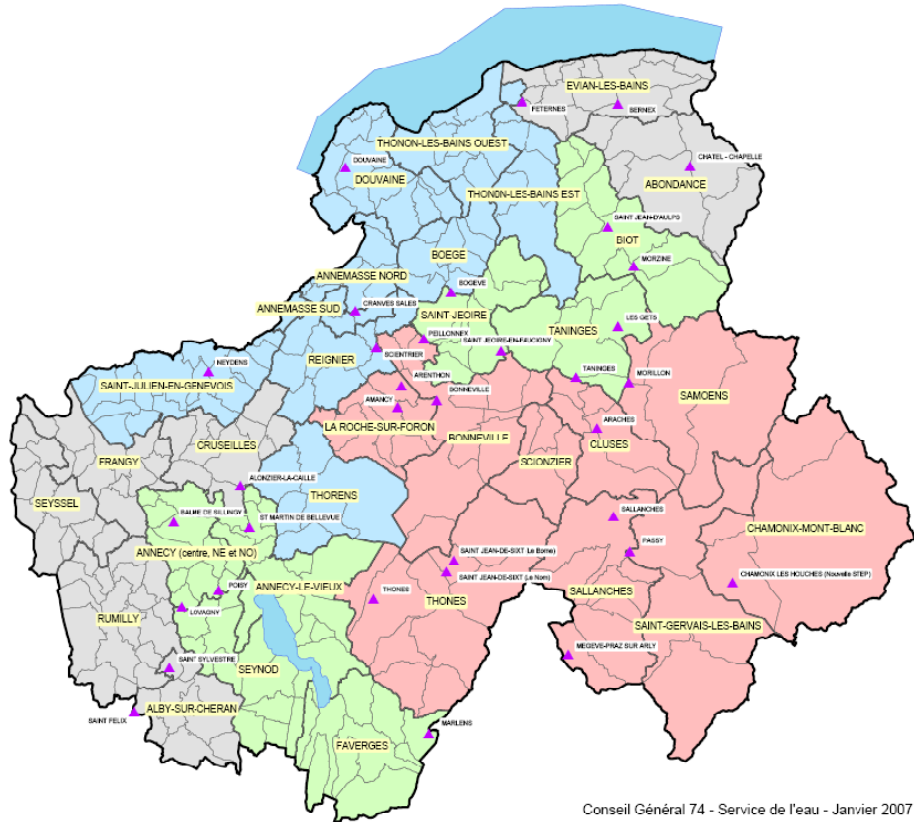 EVIAN-LES-BAINS
FETERNES
BERNEX
THONON-LES-BAINS OUEST
DOUVAINE
DOUVAINE
CHATEL - CHAPELLE
ABONDANCE
THONON-LES-BAINS EST
SAINT JEAN-D'AULPS
BIOT
BOEGE
MORZINE
ANNEMASSE NORD
BOGEVE
ANNEMASSE SUD
CRANVES SALES
SAINT JEOIRE
LES GETS
TANINGES
PEILLONNEX
SAINT JEOIRE-EN-FAUCIGNY
SCIENTRIER
REIGNIER
NEYDENS
SAINT-JULIEN-EN-GENEVOIS
ARENTHON
TANINGES
MORILLON
BONNEVILLE
AMANCY
SAMOENS
LA ROCHE-SUR-FORON
ARACHES
BONNEVILLE
CLUSES
CRUSEILLES
FRANGY
SCIONZIER
SEYSSEL
ALONZIER-LA-CAILLE
THORENS
BALME DE SILLINGY
ST MARTIN DE BELLEVUE
SALLANCHES
CHAMONIX-MONT-BLANC
ANNECY (centre, NE et NO)
PASSY
SAINT JEAN-DE-SIXT Le Borne)
SAINT JEAN-DE-SIXT (Le Nom)
CHAMONIX LES HOUCHES (Nouvelle STEP)
ANNECY-LE-VIEUX
POISY
SALLANCHES
THONES
THONES
LOVAGNY
RUMILLY
SAINT-GERVAIS-LES-BAINS
MEGEVE-PRAZ SUR ARLY
SAINT SYLVESTRE
SEYNOD
ALBY-SUR-CHERAN
SAINT FELIX
MARLENS
FAVERGES
Conseil Général 74 - Service de l'eau - Janvier 2007